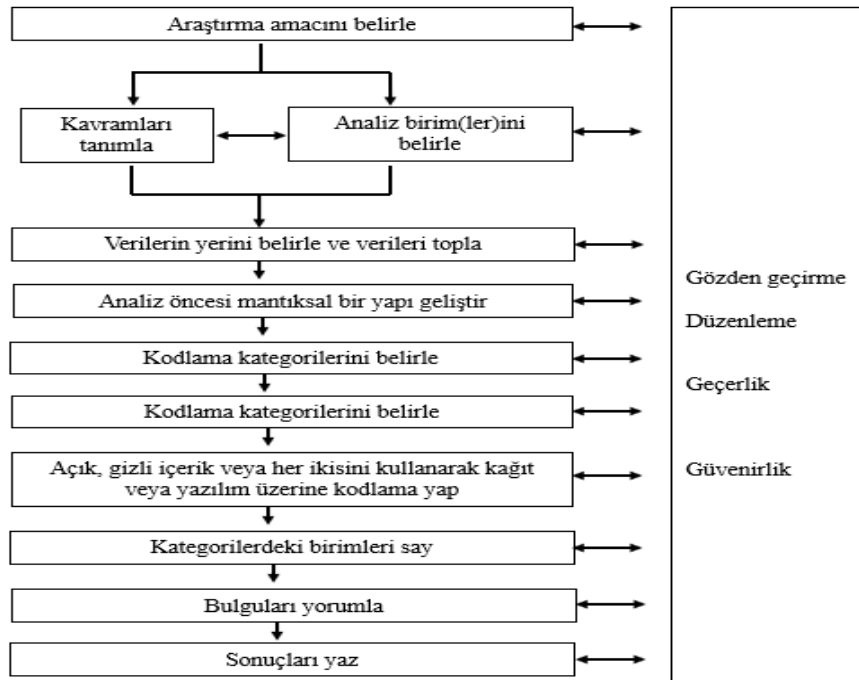 Araştırma amacını belirle
Kavramları
tanımla
Analiz birim(ler)ini
belirle
Verilerin yerini belirle ve verileri topla
Analiz öncesi mantıksal bir yapı geliştir
Kodlama kategorilerini belirle
Kodlama kategorilerini belirle
Açık, gizli içerik veya her ikisini kullanarak kağıt
veya yazılım üzerine kodlama yap
Kategorilerdeki birimleri say
Bulguları yorumla
Sonuçları yaz
Gözden geçirme
Düzenleme
Geçerlik
Güvenirlik